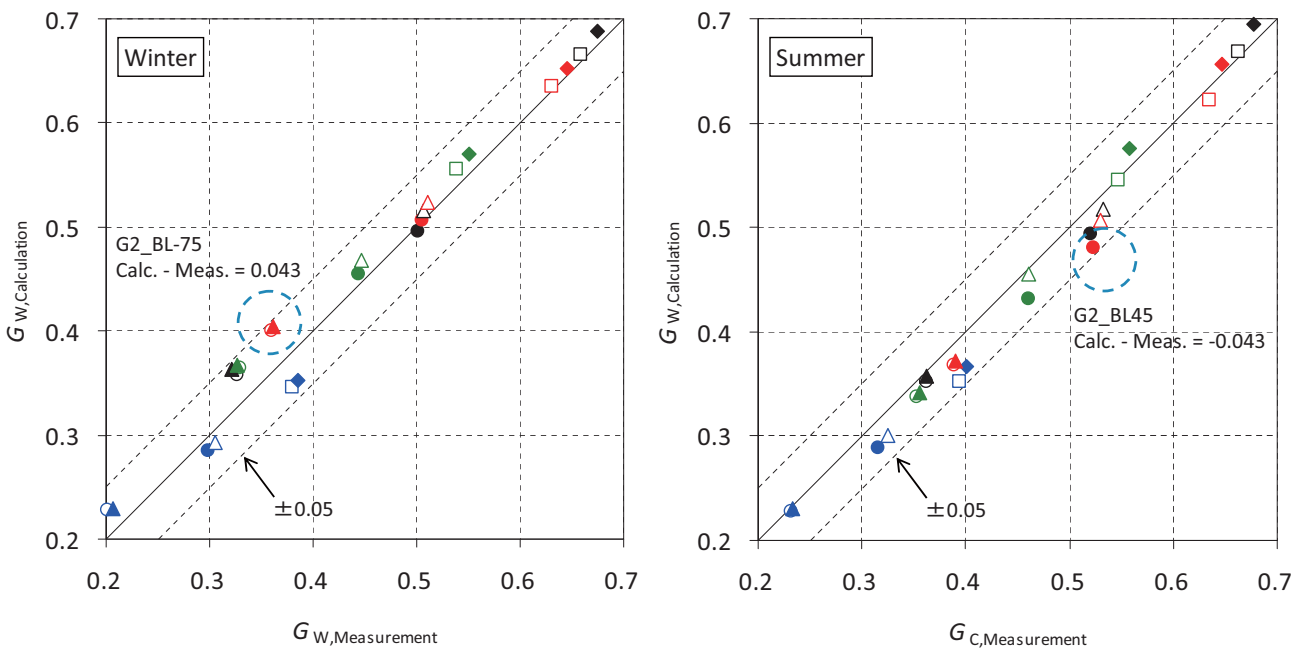 Winter
G W,Calculation
0.7
0.6
0.5
0.4
0.3
0.2
G2_BL-75
Calc. - Meas. = 0.043
±0.05
0.2 0.3 0.4 0.5 0.6 0.7
G W,Measurement
Summer
G W,Calculation
0.7
0.6
0.5
0.4
0.3
0.2
G2_BL45
Calc. - Meas. = -0.043
±0.05
0.2 0.3 0.4 0.5 0.6 0.7
G C,Measurement